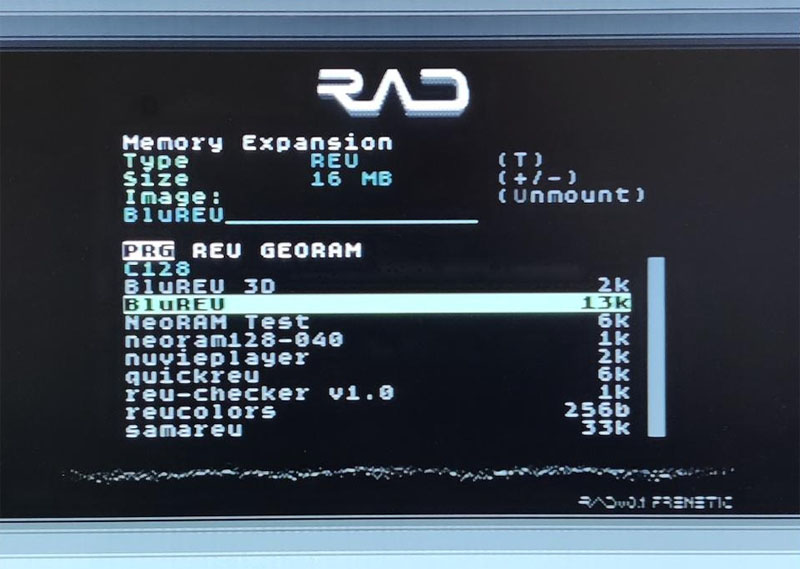 RAD
Memory Expansion
Type REU (T)
Size 16 MB (+/-)
Image: (Unmount)
BluREU
PRG REU GEORAM
C128
BluREU 3D 2k
BluREU 13k
NeoRAM Test 6k
neoram128-040 1k
nuvieplayer 2k
quickreu 6k
reu-checker v1.0 1k
reucolors 256b
samareu 33k
RADv0.1 FRENETIC